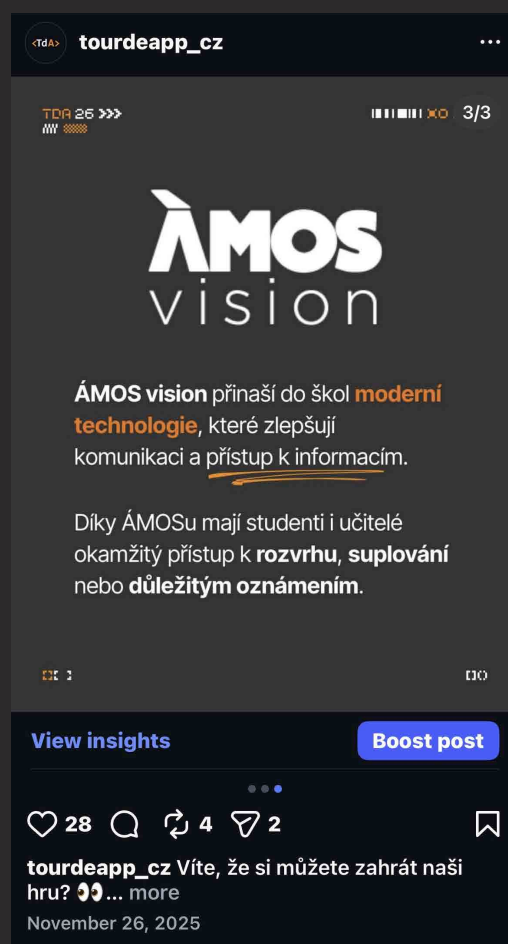 <TdA>
tourdeapp_cz
TDA 26 >>>
XO
3/3
ÀMOS
vision
ÁMOS vision přináší do škol moderní
technologie, které zlepšují
komunikaci a přístup k informacím.
Díky ÁMOSu mají studenti i učitelé
okamžitý přístup k rozvrhu, suplování
nebo důležitým oznámením.
View insights
Boost post
28
4
2
tourdeapp_cz Víte, že si můžete zahrát naši
hru? 👀... more
November 26, 2025